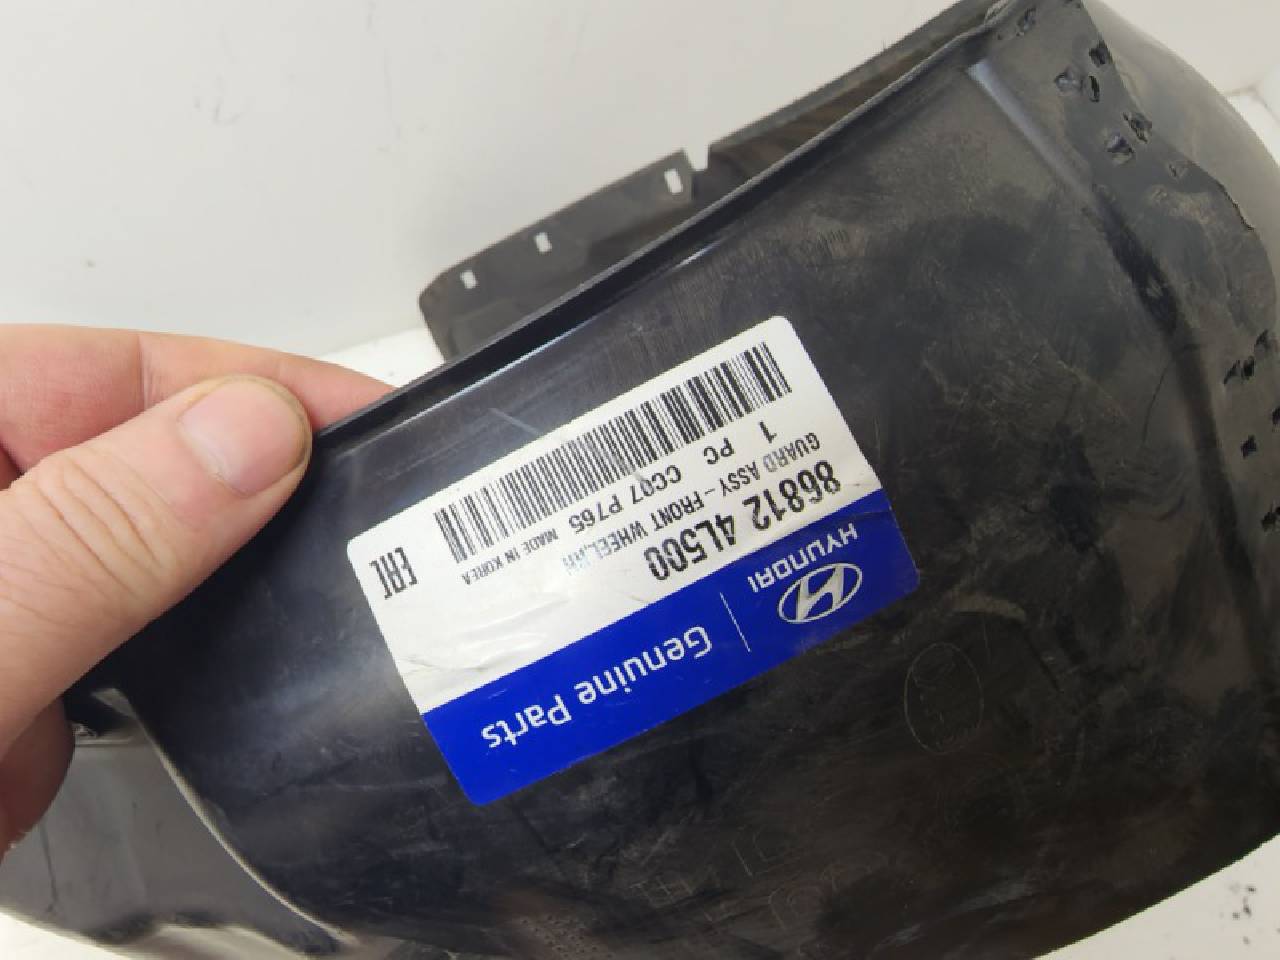 HYUNDAI
Genuine Parts
86812 4L500
GUARD ASSY-FRONT WHEEL,RH
1 PC CC07 P765 MADE IN KOREA
EAC